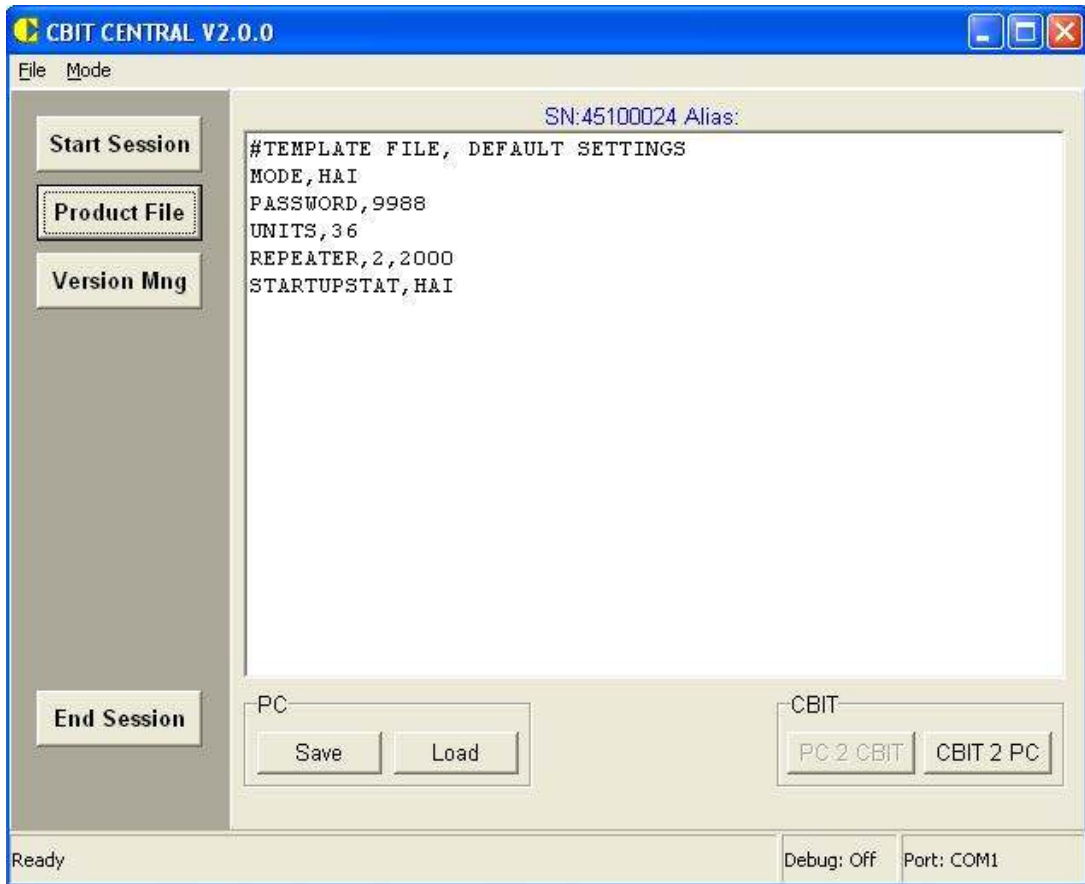 CBIT CENTRAL V2.0.0
File Mode
SN:45100024 Alias:
Start Session
Product File
Version Mng
#TEMPLATE FILE, DEFAULT SETTINGS
MODE,HAI
PASSWORD,9988
UNITS,36
REPEATER,2,2000
STARTUPSTAT,HAI
End Session
PC
Save Load
CBIT
PC 2 CBIT CBIT 2 PC
Ready Debug: Off Port: COM1